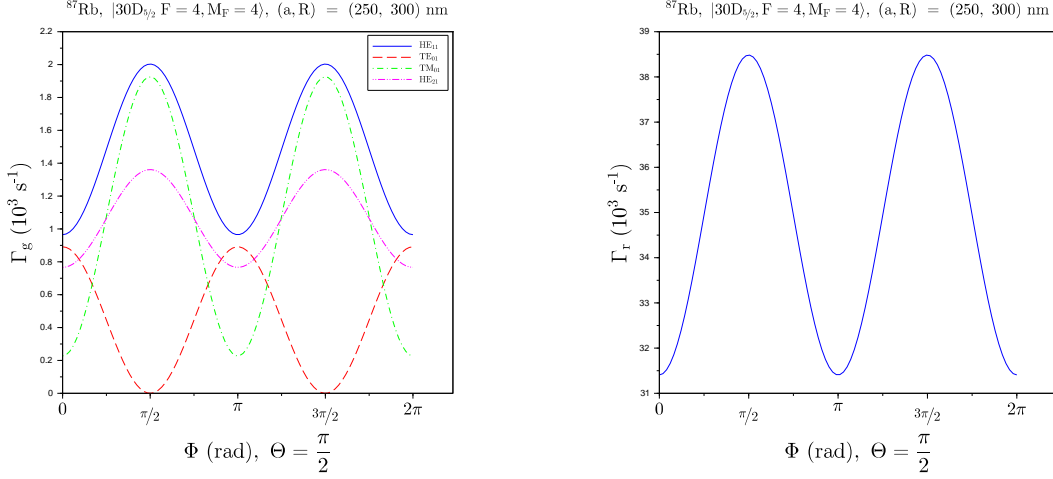 ⁸⁷Rb, |30D₅/₂ F = 4, M_F = 4⟩, (a, R) = (250, 300) nm
2.2
2
1.8
1.6
1.4
1.2
1
0.8
0.6
0.4
0.2
0
Γ_g (10³ s⁻¹)
HE₁₁
TE₀₁
TM₀₁
HE₂₁
0 π/2 π 3π/2 2π
Φ (rad), Θ = π/2
⁸⁷Rb, |30D₅/₂, F = 4, M_F = 4⟩, (a, R) = (250, 300) nm
39
38
37
36
35
34
33
32
31
Γ_r (10³ s⁻¹)
0 π/2 π 3π/2 2π
Φ (rad), Θ = π/2